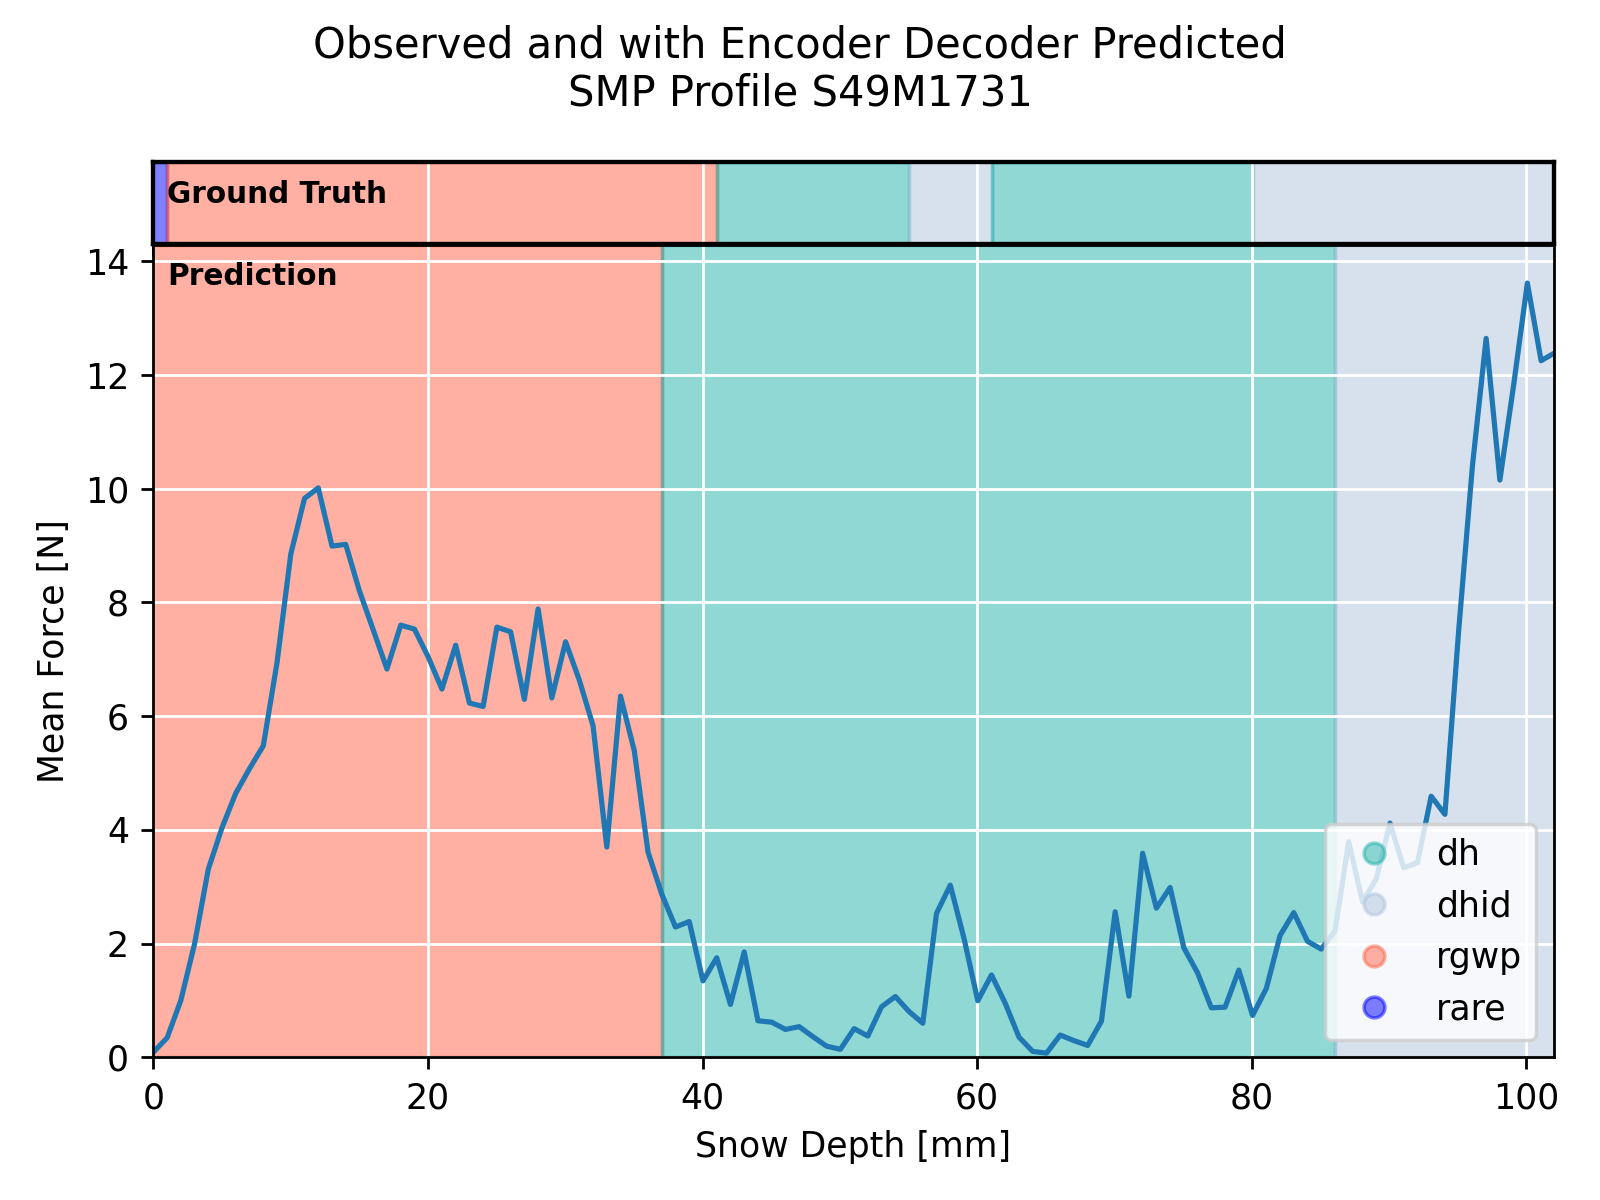 Observed and with Encoder Decoder Predicted
SMP Profile S49M1731
Ground Truth
Prediction
14
12
10
8
6
4
2
0
Mean Force [N]
dh
dhid
rgwp
rare
0 20 40 60 80 100
Snow Depth [mm]